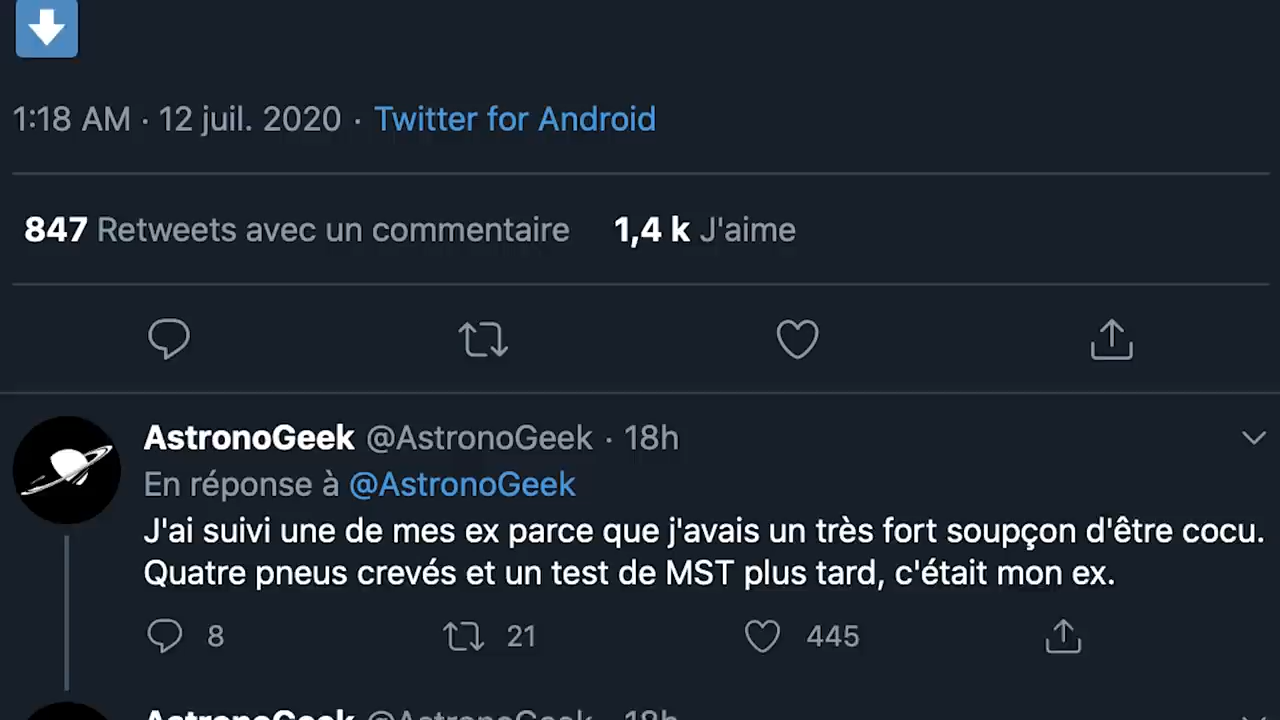 1:18 AM · 12 juil. 2020 · Twitter for Android
847 Retweets avec un commentaire 1,4 k J'aime
AstronoGeek @AstronoGeek · 18h
En réponse à @AstronoGeek
J'ai suivi une de mes ex parce que j'avais un très fort soupçon d'être cocu.
Quatre pneus crevés et un test de MST plus tard, c'était mon ex.
8 21 445
AstronoGeek @AstronoGeek · 18h